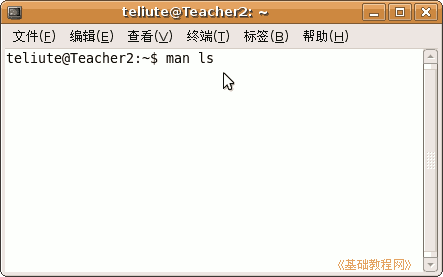 teliute@Teacher2: ~
文件(F) 编辑(E) 查看(V) 终端(T) 标签(B) 帮助(H)
teliute@Teacher2:~$ man ls
《基础教程网》